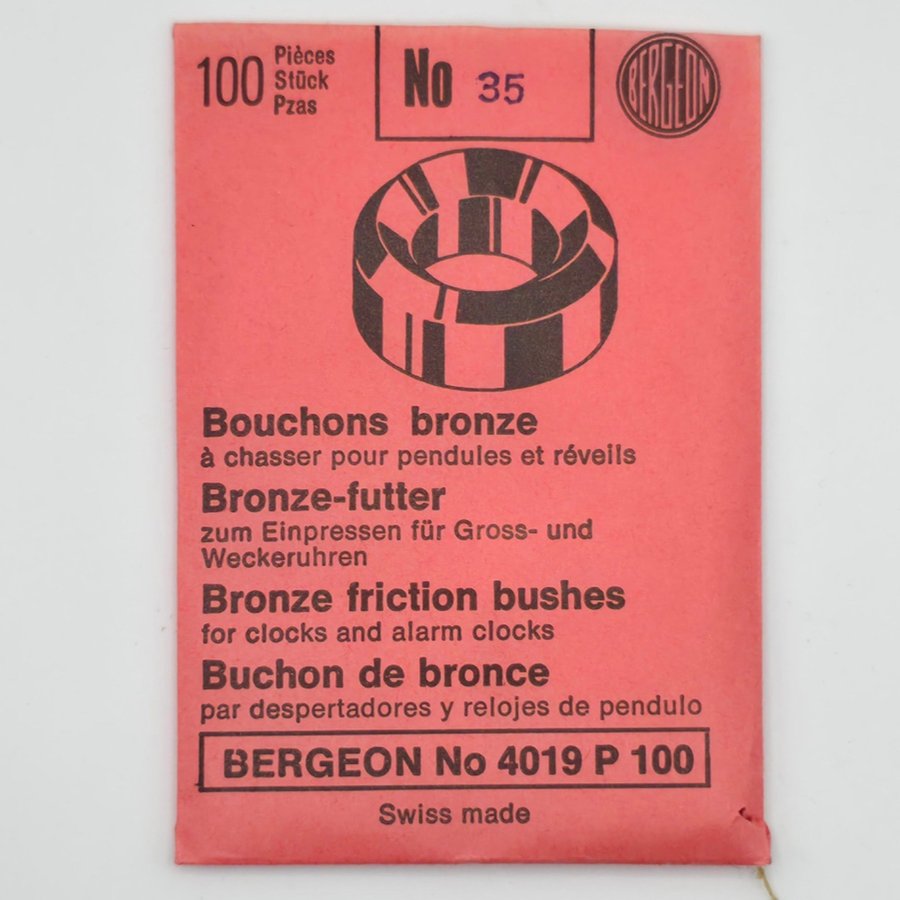 100 Pièces
Stück
Pzas
No 35
BERGEON
Bouchons bronze
à chasser pour pendules et réveils
Bronze-futter
zum Einpressen für Gross- und
Weckeruhren
Bronze friction bushes
for clocks and alarm clocks
Buchon de bronce
par despertadores y relojes de pendulo
BERGEON No 4019 P 100
Swiss made